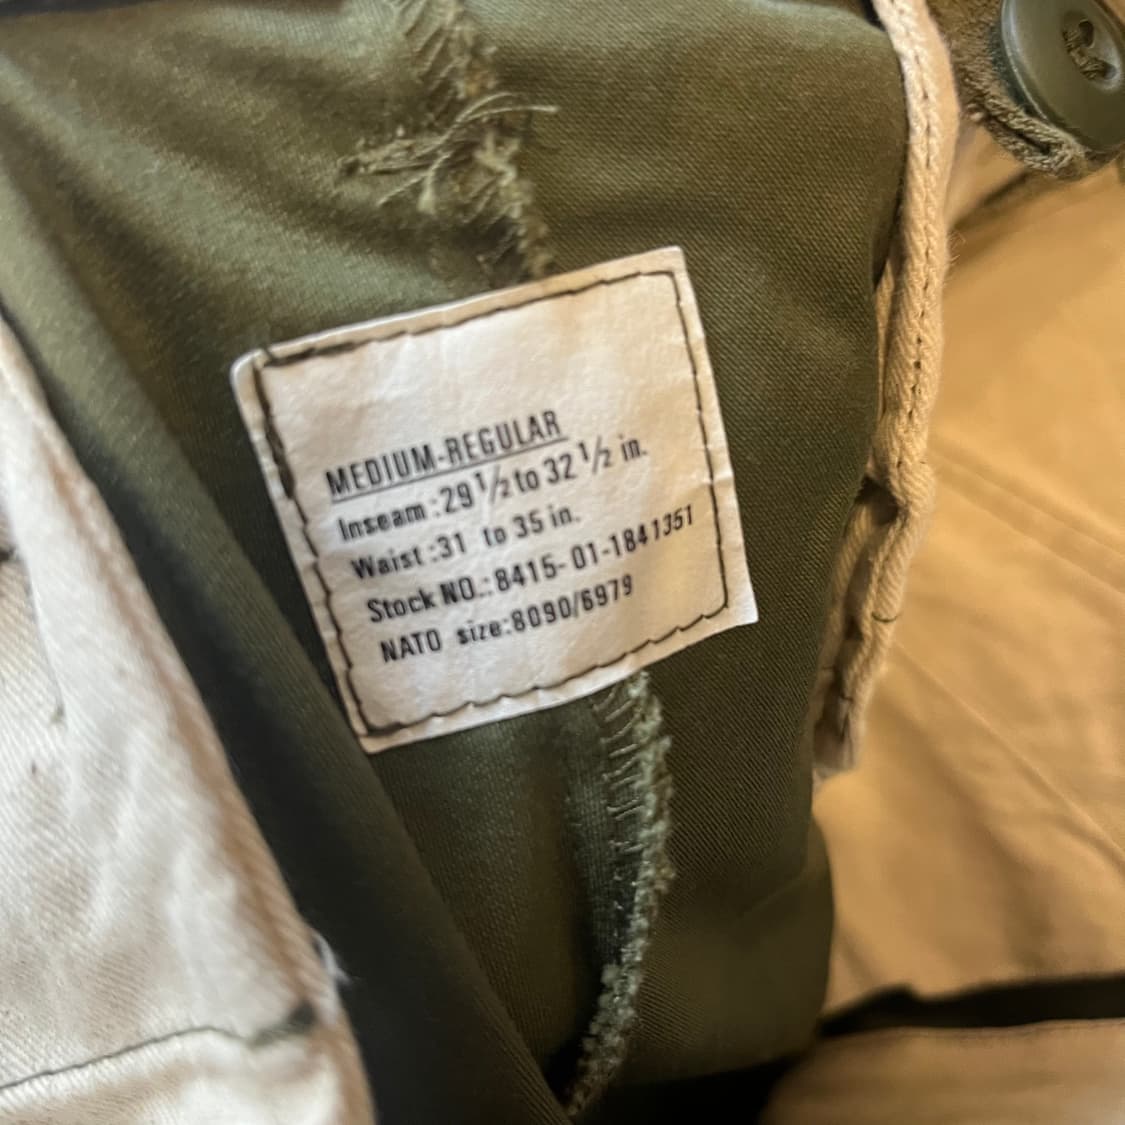 MEDIUM-REGULAR
Inseam:29 1/2 to 32 1/2 in.
Waist:31 to 35 in.
Stock NO.:8415-01-1841351
NATO size:8090/6979